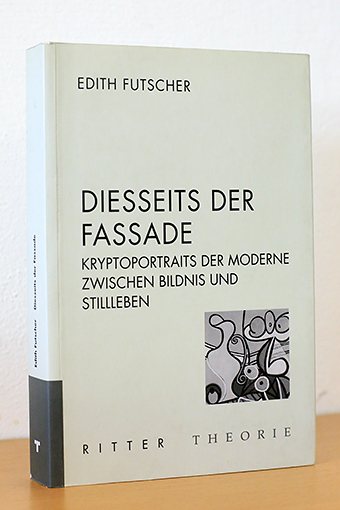 EDITH FUTSCHER
DIESSEITS DER
FASSADE
KRYPTOPORTRAITS DER MODERNE
ZWISCHEN BILDNIS UND
STILLLEBEN
RITTER THEORIE
Edith Futscher Diesseits der Fassade
T